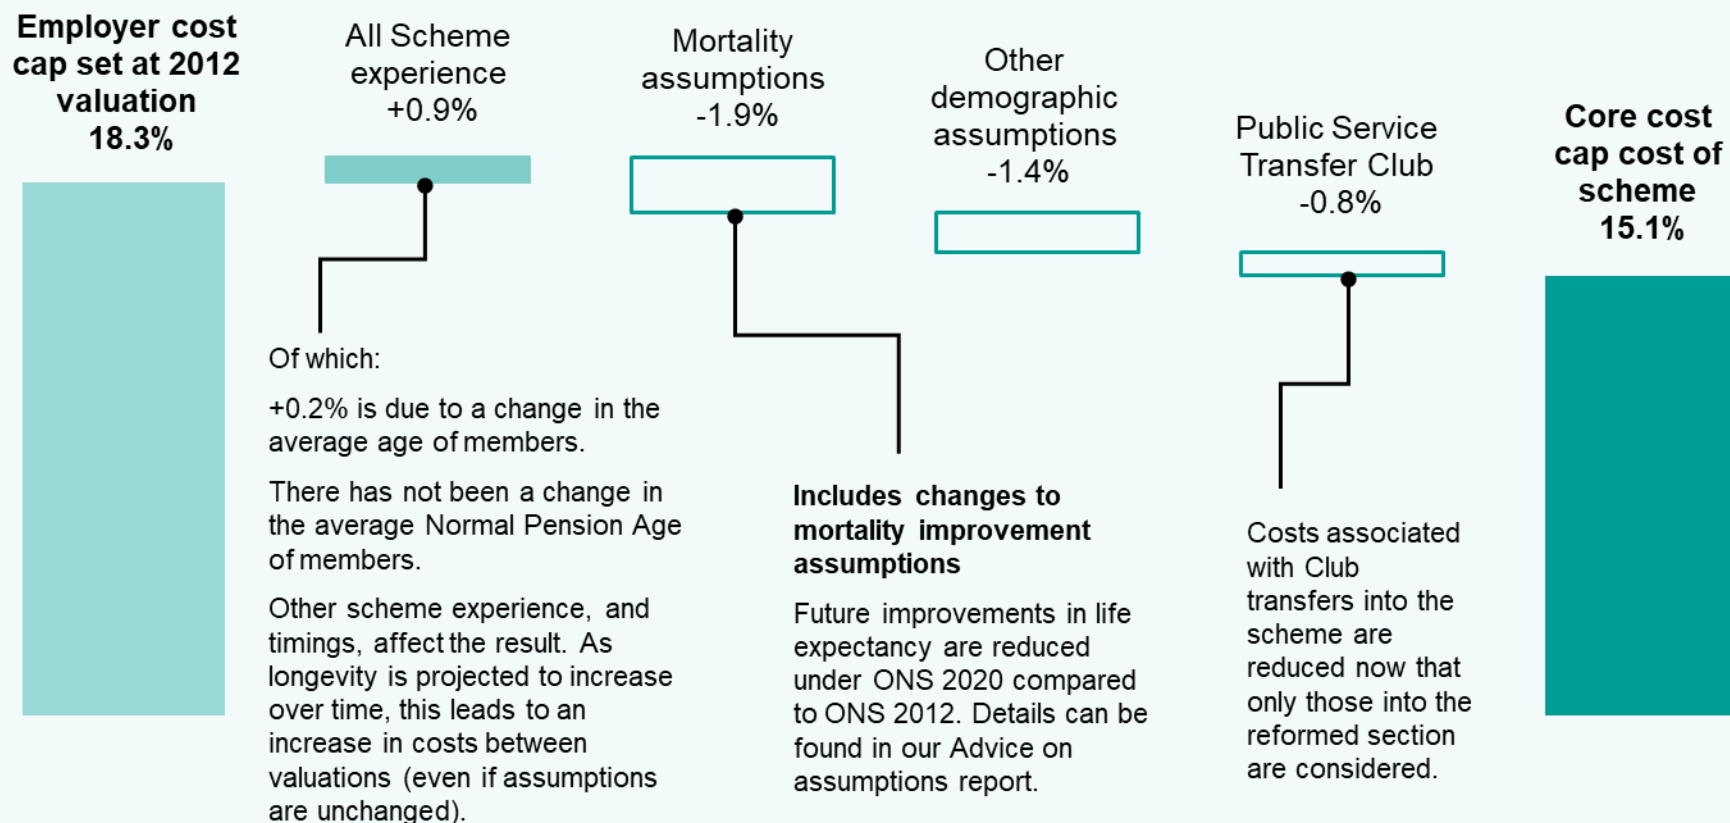 Employer cost
cap set at 2012
valuation
18.3%
All Scheme
experience
+0.9%
Mortality
assumptions
-1.9%
Other
demographic
assumptions
-1.4%
Public Service
Transfer Club
-0.8%
Core cost
cap cost of
scheme
15.1%
Of which:
+0.2% is due to a change in the
average age of members.
There has not been a change in
the average Normal Pension Age
of members.
Other scheme experience, and
timings, affect the result. As
longevity is projected to increase
over time, this leads to an
increase in costs between
valuations (even if assumptions
are unchanged).
Includes changes to
mortality improvement
assumptions
Future improvements in life
expectancy are reduced
under ONS 2020 compared
to ONS 2012. Details can be
found in our Advice on
assumptions report.
Costs associated
with Club
transfers into the
scheme are
reduced now that
only those into the
reformed section
are considered.